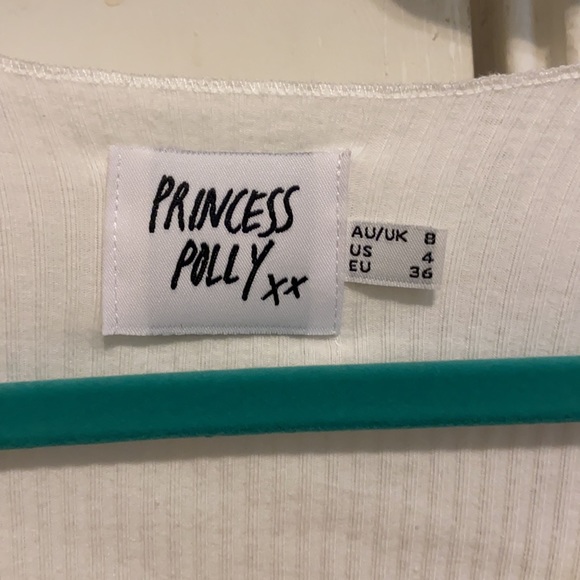 PRINCESS
POLLY xx
AU/UK 8
US 4
EU 36